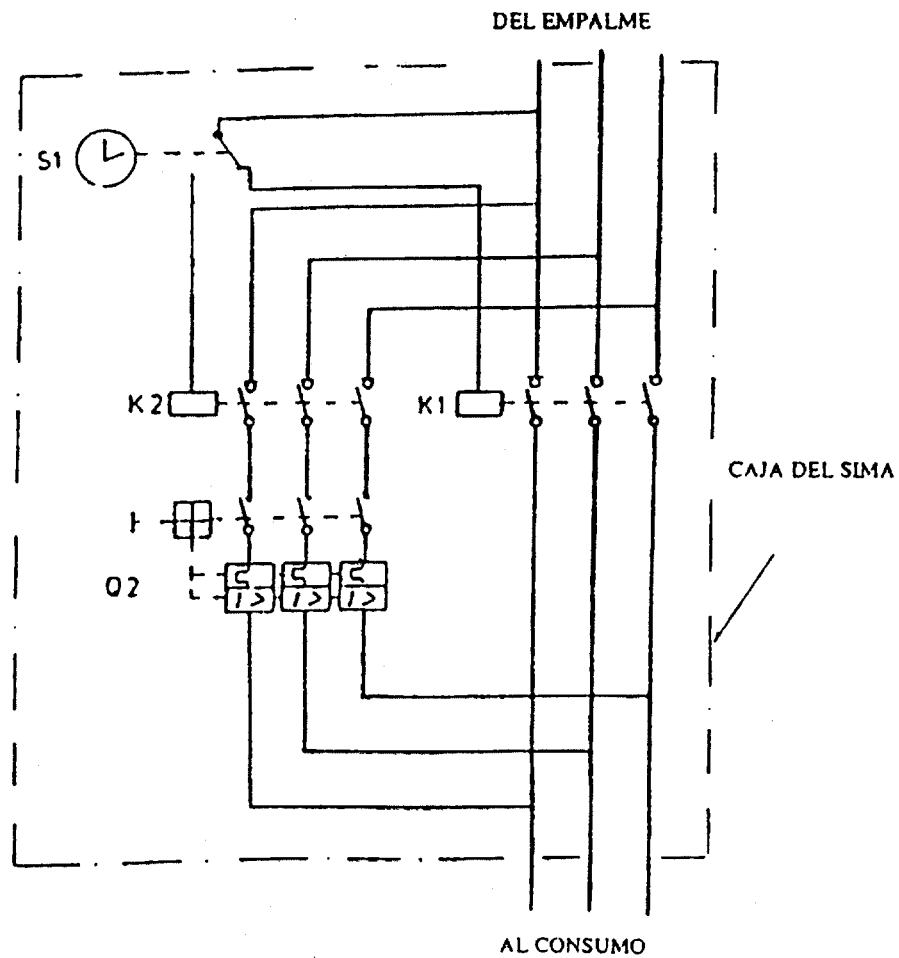 DEL EMPALME
S1
K2
K1
CAJA DEL SIMA
Q2
I> I> I>
AL CONSUMO